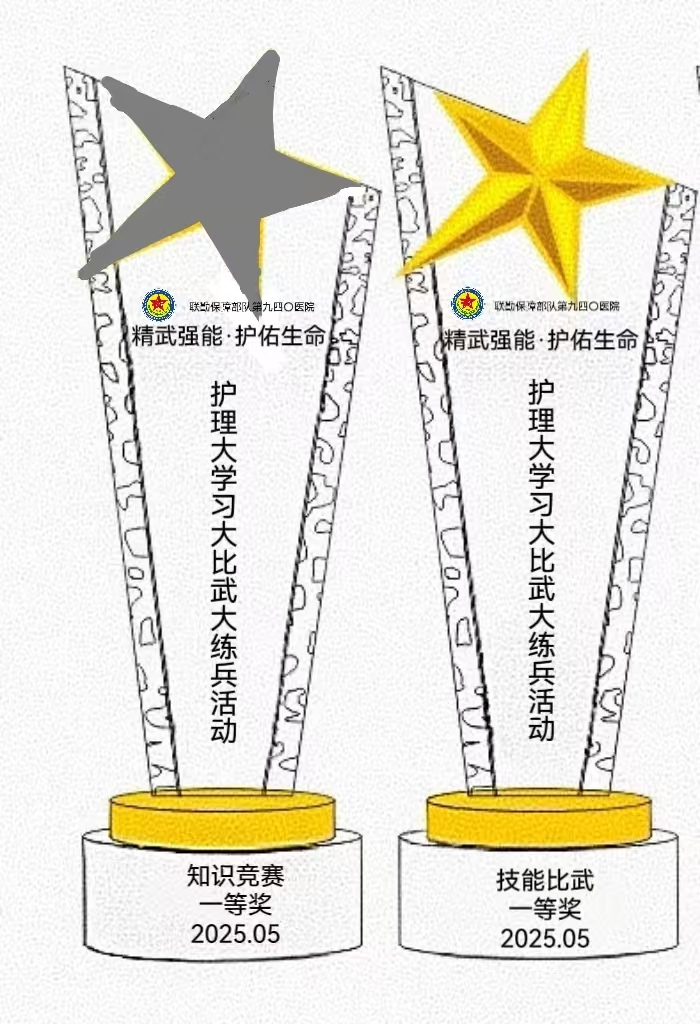 联勤保障部队第九四〇医院
精武强能·护佑生命
护理大学习大比武大练兵活动
知识竞赛
一等奖
2025.05
联勤保障部队第九四〇医院
精武强能·护佑生命
护理大学习大比武大练兵活动
技能比武
一等奖
2025.05